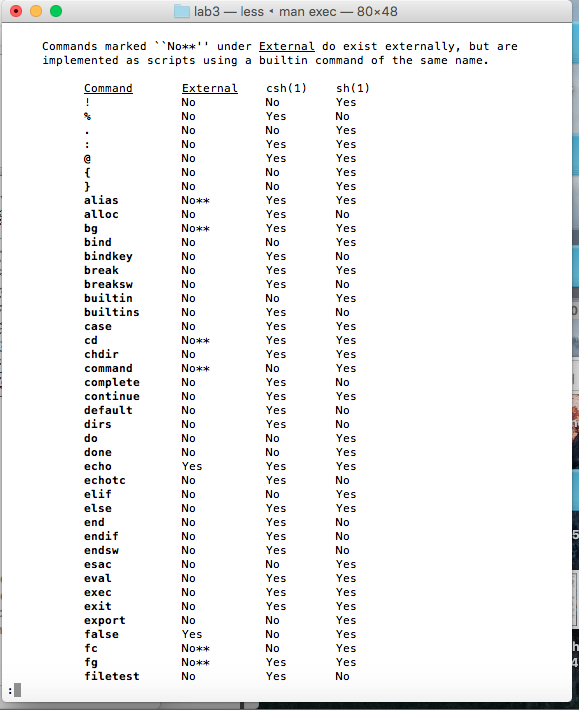 lab3 — less ◂ man exec — 80×48
Commands marked ``No**'' under External do exist externally, but are
implemented as scripts using a builtin command of the same name.
Command External csh(1) sh(1)
! No No Yes
% No Yes No
. No No Yes
: No Yes Yes
@ No Yes Yes
{ No No Yes
} No No Yes
alias No** Yes Yes
alloc No Yes No
bg No** Yes Yes
bind No No Yes
bindkey No Yes No
break No Yes Yes
breaksw No Yes No
builtin No No Yes
builtins No Yes No
case No Yes Yes
cd No** Yes Yes
chdir No Yes Yes
command No** No Yes
complete No Yes No
continue No Yes Yes
default No Yes No
dirs No Yes No
do No No Yes
done No No Yes
echo Yes Yes Yes
echotc No Yes No
elif No No Yes
else No Yes Yes
end No Yes No
endif No Yes No
endsw No Yes No
esac No No Yes
eval No Yes Yes
exec No Yes Yes
exit No Yes Yes
export No No Yes
false Yes No Yes
fc No** No Yes
fg No** Yes Yes
filetest No Yes No
: